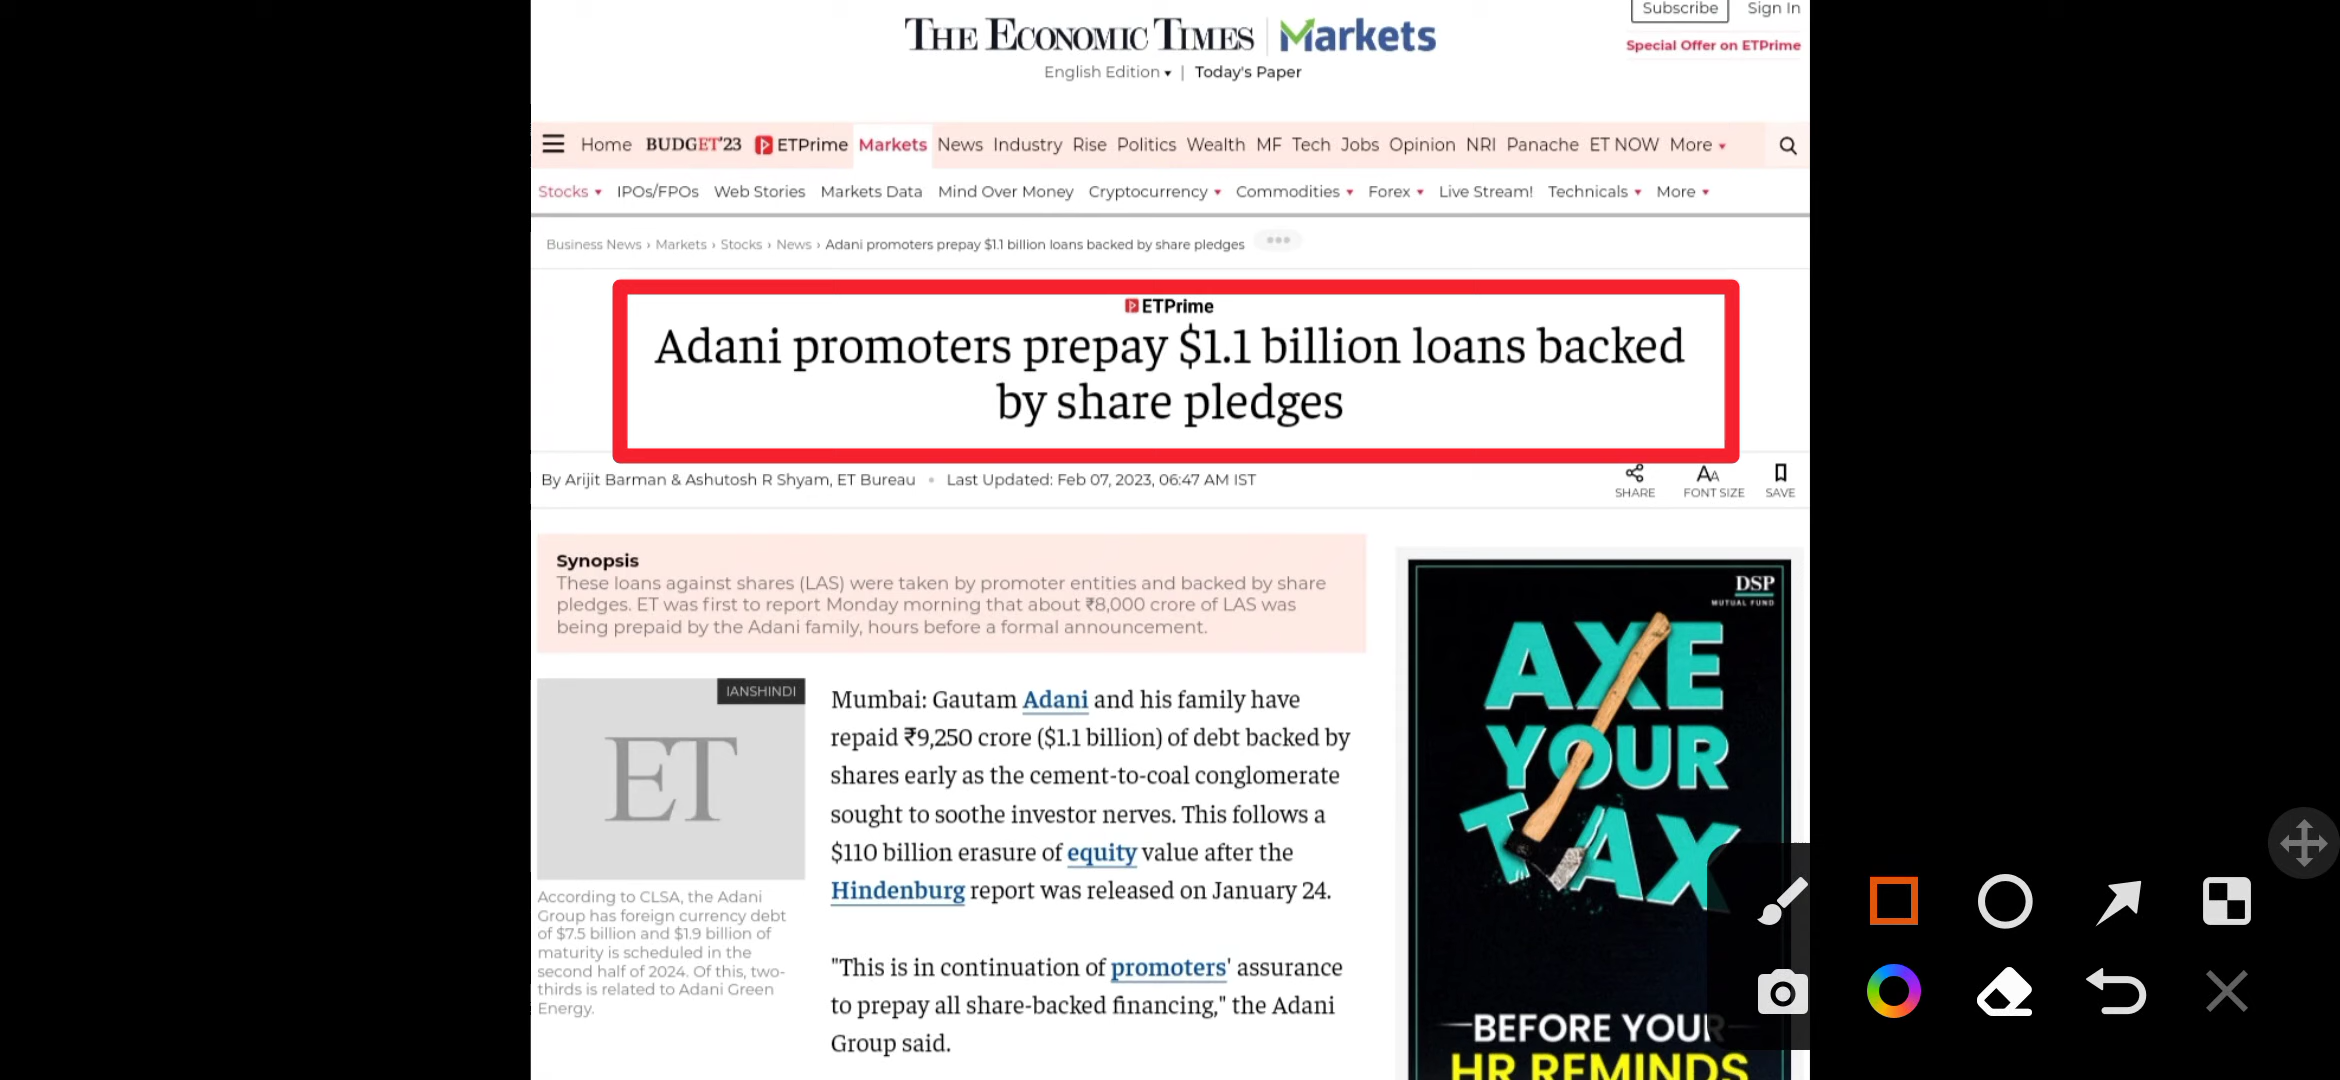 THE ECONOMIC TIMES | Markets
Subscribe Sign In
Special Offer on ETPrime
English Edition ▾ | Today's Paper
Home BUDGET'23 ETPrime Markets News Industry Rise Politics Wealth MF Tech Jobs Opinion NRI Panache ET NOW More ▾
Stocks ▾ IPOs/FPOs Web Stories Markets Data Mind Over Money Cryptocurrency ▾ Commodities ▾ Forex ▾ Live Stream! Technicals ▾ More ▾
Business News › Markets › Stocks › News › Adani promoters prepay $1.1 billion loans backed by share pledges
ETPrime
Adani promoters prepay $1.1 billion loans backed
by share pledges
By Arijit Barman & Ashutosh R Shyam, ET Bureau • Last Updated: Feb 07, 2023, 06:47 AM IST
SHARE FONT SIZE SAVE
Synopsis
These loans against shares (LAS) were taken by promoter entities and backed by share
pledges. ET was first to report Monday morning that about ₹8,000 crore of LAS was
being prepaid by the Adani family, hours before a formal announcement.
IANSHINDI
ET
According to CLSA, the Adani
Group has foreign currency debt
of $7.5 billion and $1.9 billion of
maturity is scheduled in the
second half of 2024. Of this, two-
thirds is related to Adani Green
Energy.
Mumbai: Gautam Adani and his family have
repaid ₹9,250 crore ($1.1 billion) of debt backed by
shares early as the cement-to-coal conglomerate
sought to soothe investor nerves. This follows a
$110 billion erasure of equity value after the
Hindenburg report was released on January 24.
"This is in continuation of promoters' assurance
to prepay all share-backed financing," the Adani
Group said.
DSP
MUTUAL FUND
AXE
YOUR
TAX
BEFORE YOUR
HR REMINDS